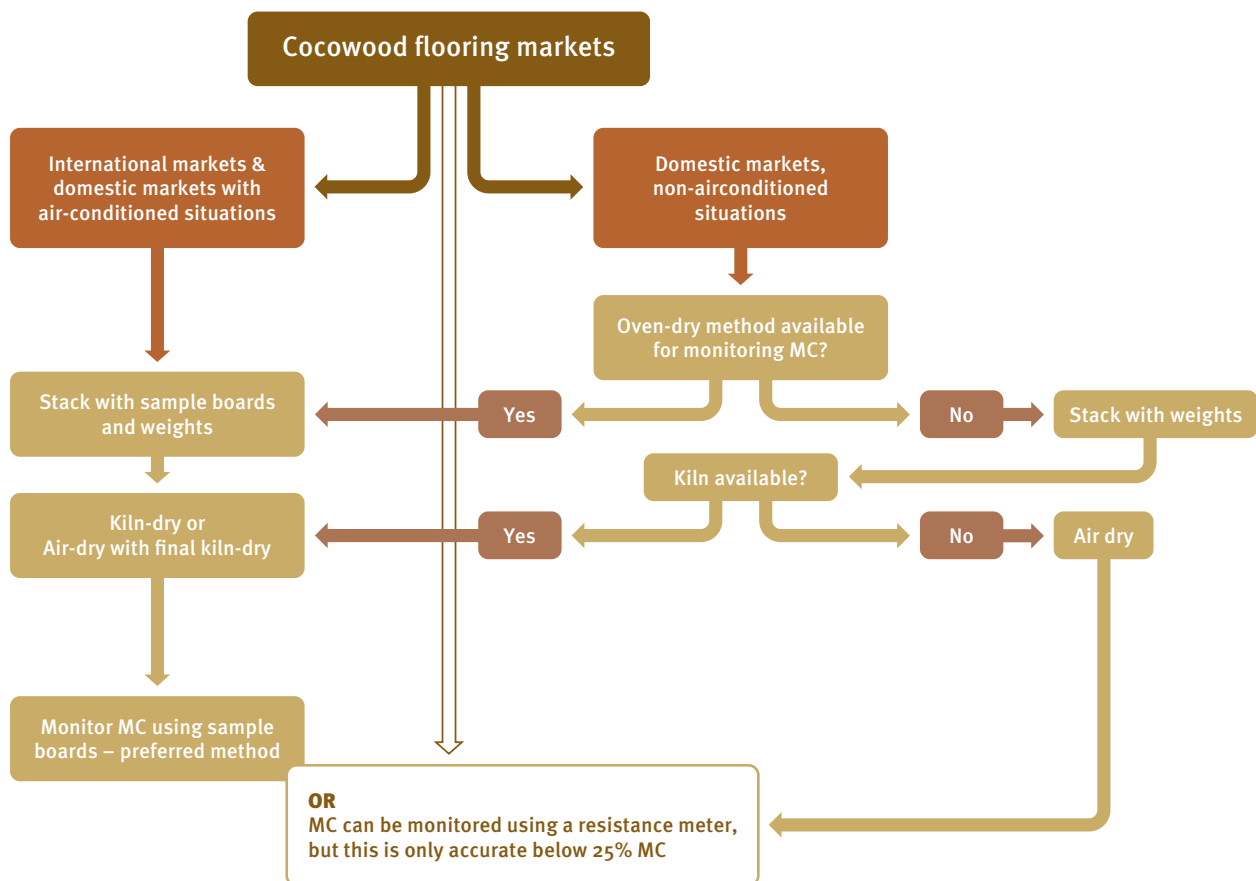 Cocowood flooring markets
International markets &
domestic markets with
air-conditioned situations
Domestic markets,
non-airconditioned
situations
Oven-dry method available
for monitoring MC?
Stack with sample boards
and weights
Yes
No
Stack with weights
Kiln available?
Kiln-dry or
Air-dry with final kiln-dry
Yes
No
Air dry
Monitor MC using sample
boards – preferred method
OR
MC can be monitored using a resistance meter,
but this is only accurate below 25% MC